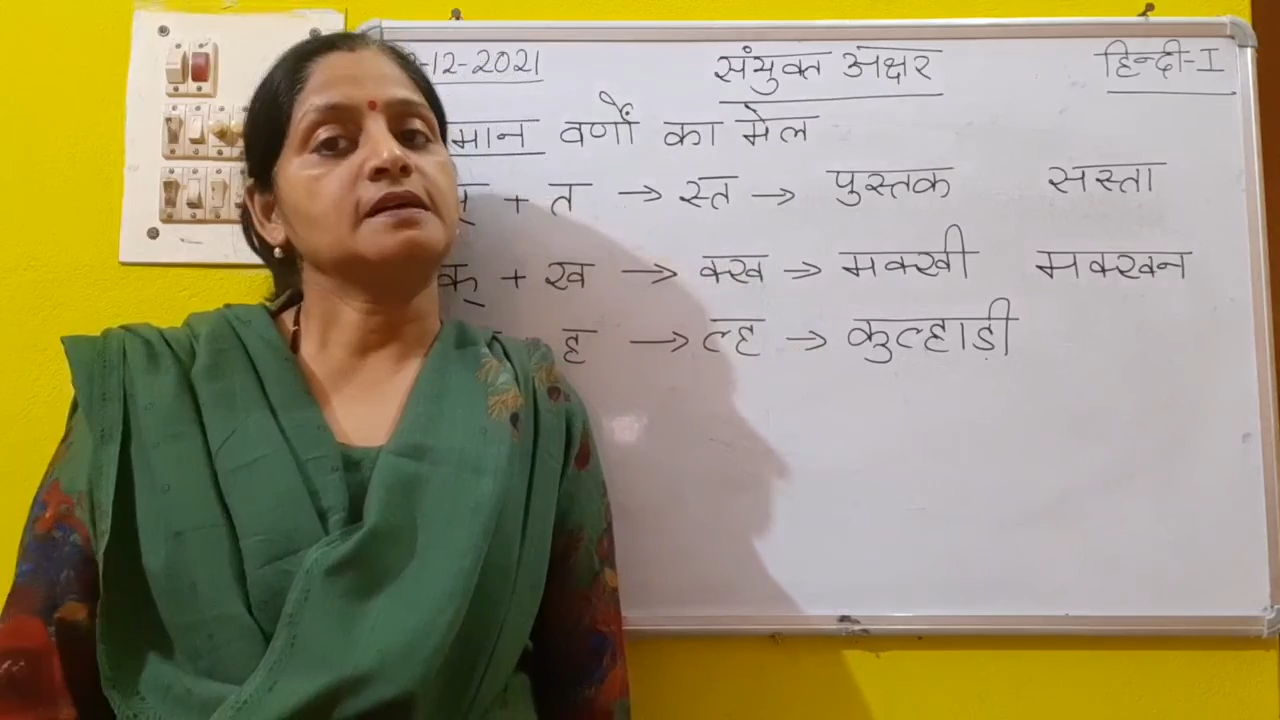 -12-2021 संयुक्त अक्षर हिन्दी-I
मान वर्णों का मेल
+ त → स्त → पुस्तक सस्ता
क् + ख → क्ख → मक्खी मक्खन
ह → ल्ह → कुल्हाड़ी